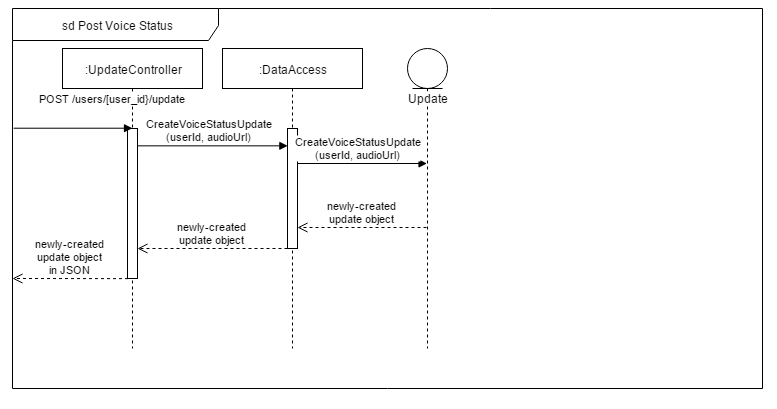 sd Post Voice Status
:UpdateController
:DataAccess
Update
POST /users/[user_id}/update
CreateVoiceStatusUpdate
(userId, audioUrl)
CreateVoiceStatusUpdate
(userId, audioUrl)
newly-created
update object
newly-created
update object
newly-created
update object
in JSON